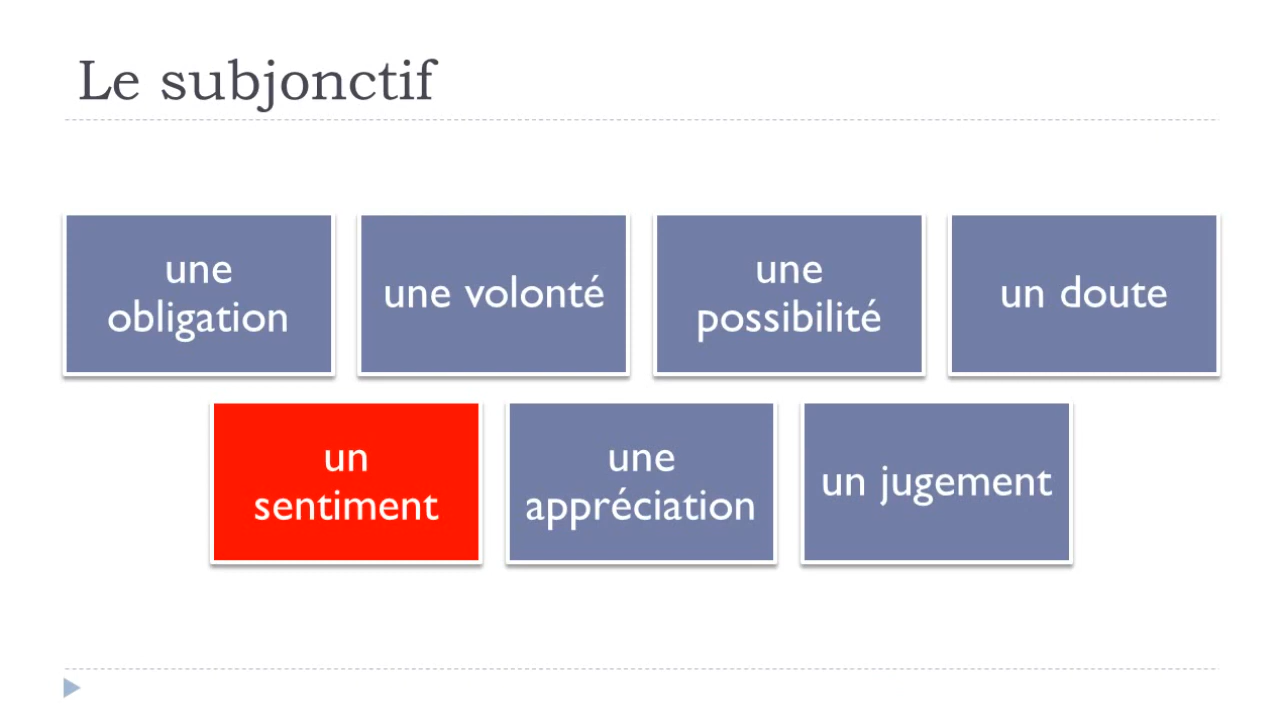 Le subjonctif
une
obligation
une volonté
une
possibilité
un doute
un
sentiment
une
appréciation
un jugement